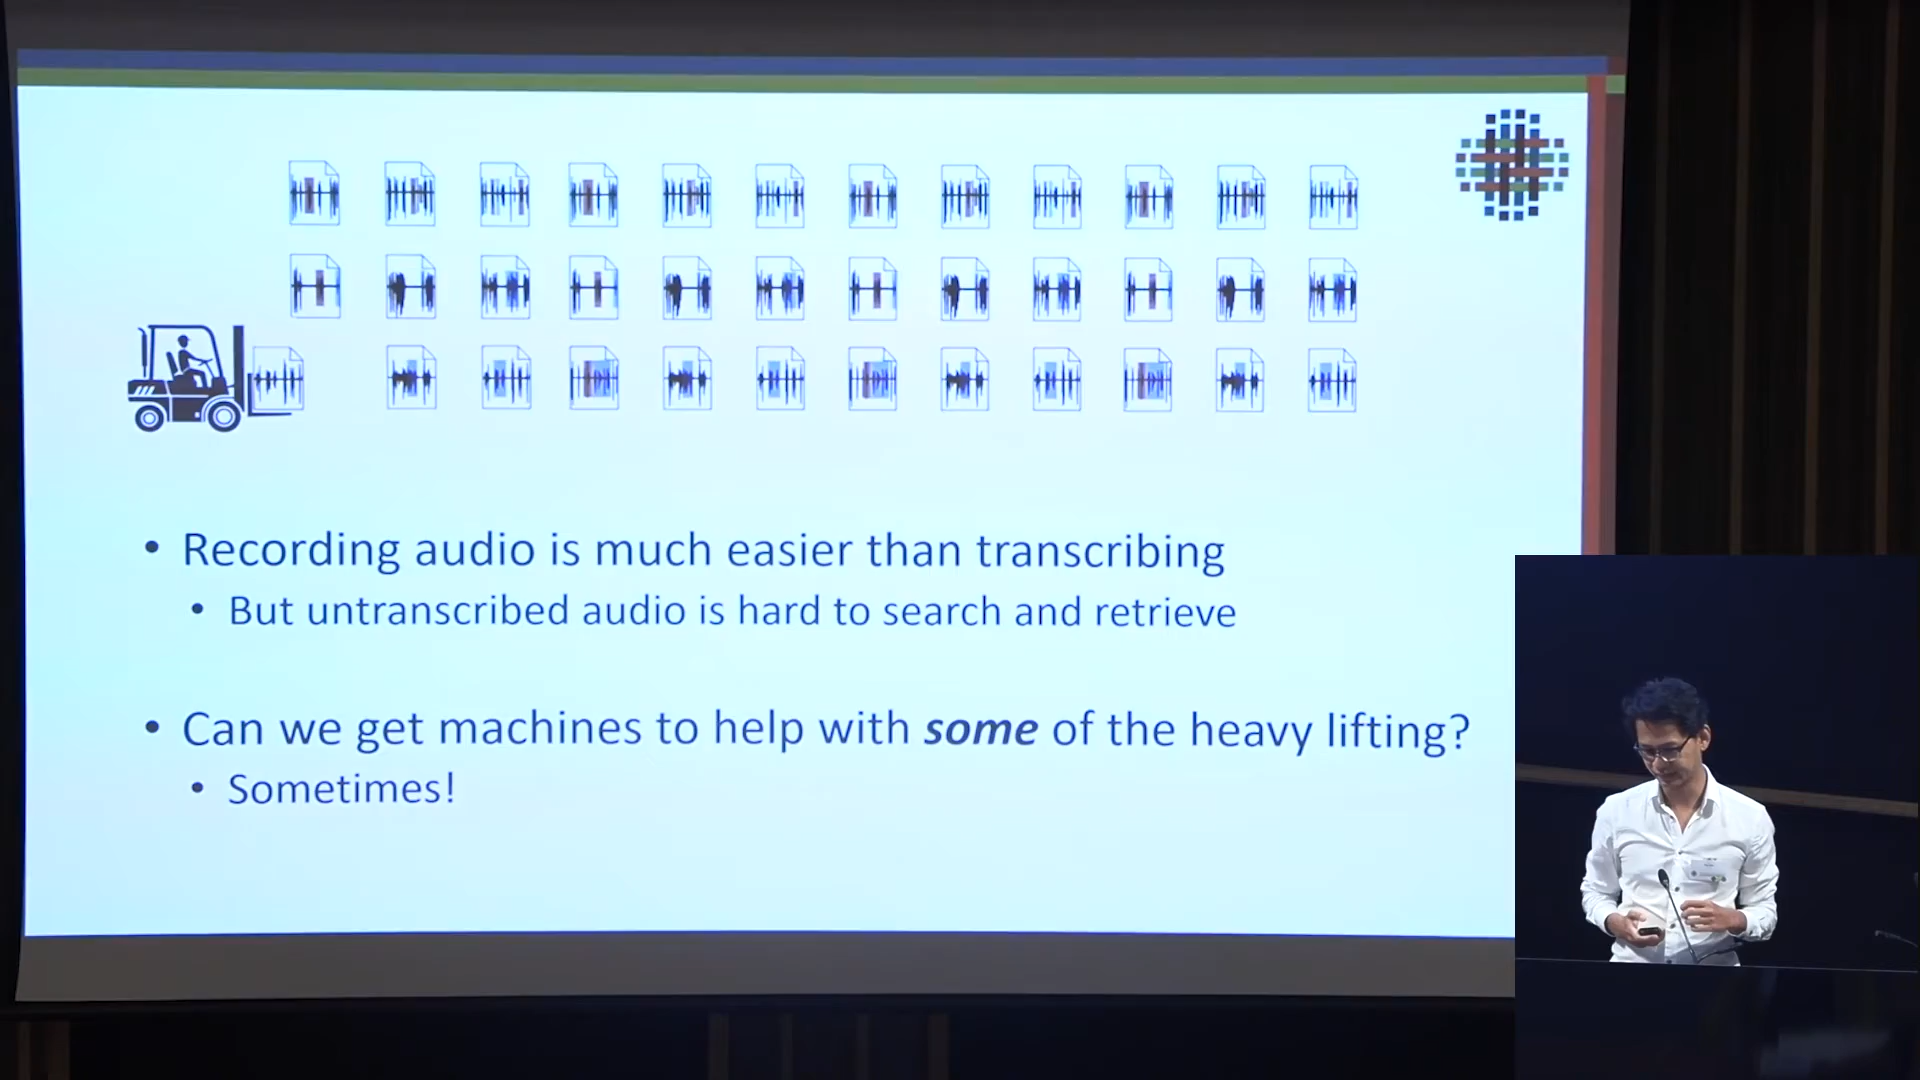 • Recording audio is much easier than transcribing
• But untranscribed audio is hard to search and retrieve
• Can we get machines to help with some of the heavy lifting?
• Sometimes!